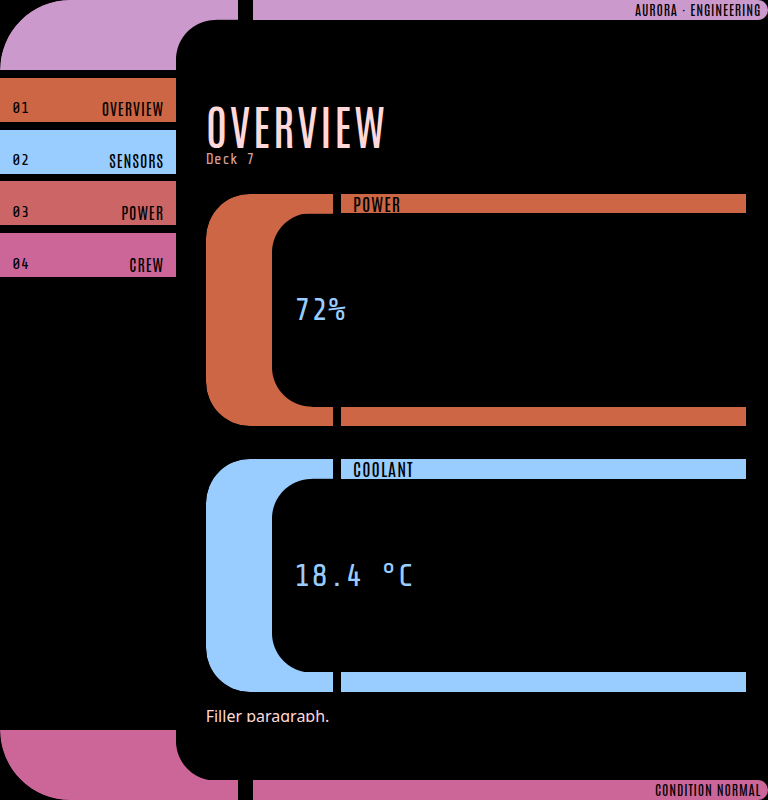 AURORA · ENGINEERING
01 OVERVIEW
02 SENSORS
03 POWER
04 CREW
OVERVIEW
Deck 7
POWER
72%
COOLANT
18.4 °C
Filler paragraph.
CONDITION NORMAL